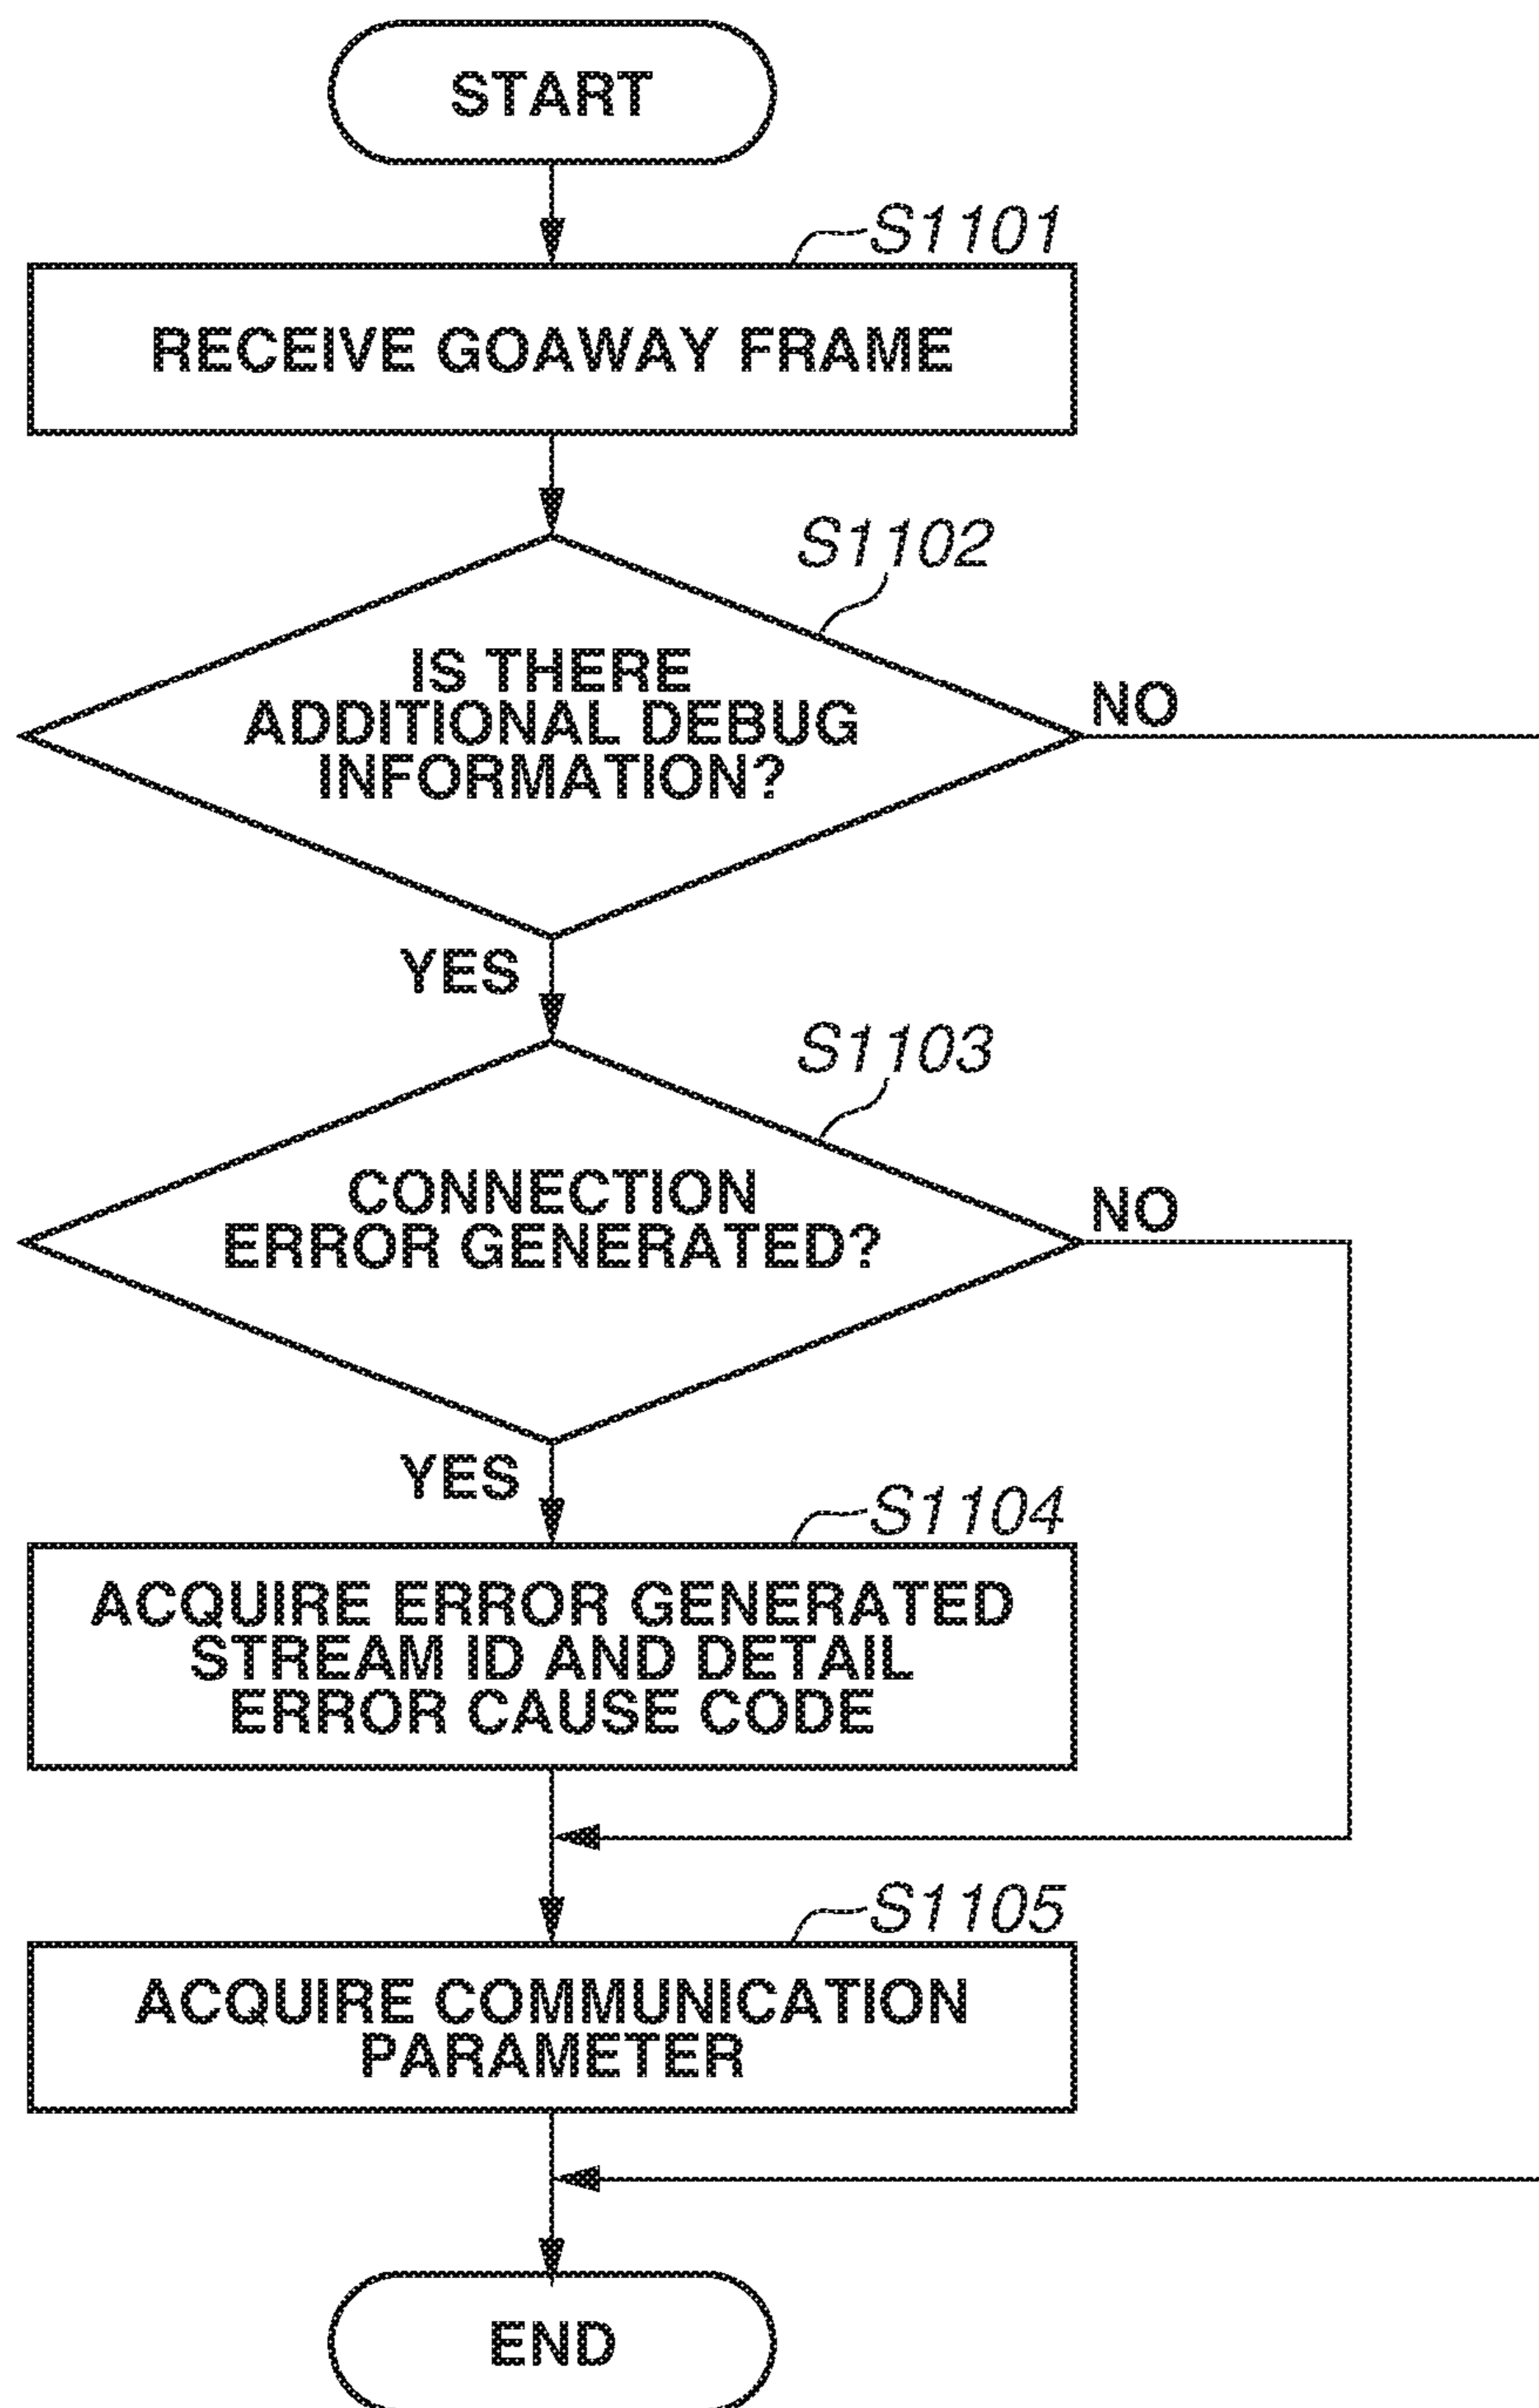 START
S1101
RECEIVE GOAWAY FRAME
S1102
IS THERE
ADDITIONAL DEBUG
INFORMATION?
NO
YES
S1103
CONNECTION
ERROR GENERATED?
NO
YES
S1104
ACQUIRE ERROR GENERATED
STREAM ID AND DETAIL
ERROR CAUSE CODE
S1105
ACQUIRE COMMUNICATION
PARAMETER
END